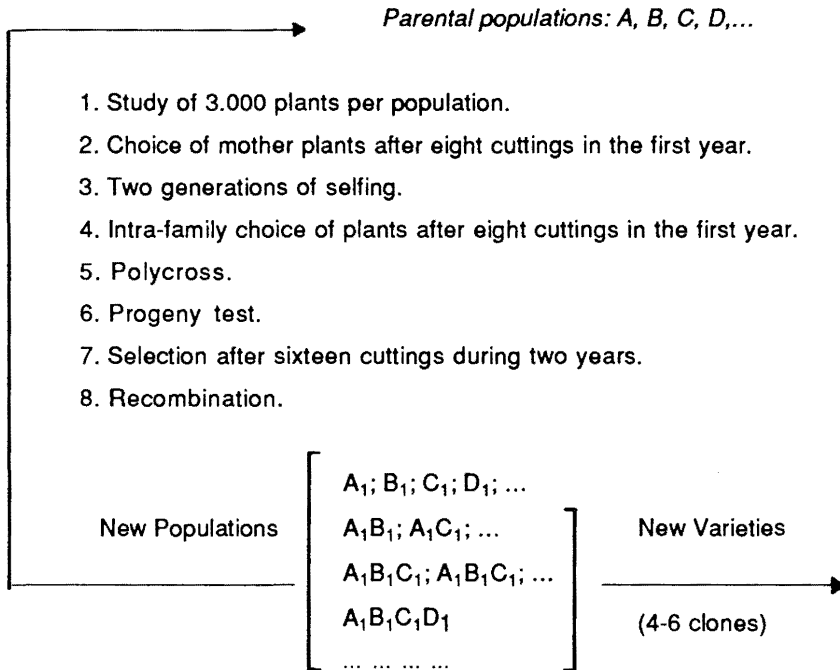 Parental populations: A, B, C, D,...
1. Study of 3.000 plants per population.
2. Choice of mother plants after eight cuttings in the first year.
3. Two generations of selfing.
4. Intra-family choice of plants after eight cuttings in the first year.
5. Polycross.
6. Progeny test.
7. Selection after sixteen cuttings during two years.
8. Recombination.
A₁; B₁; C₁; D₁; ...
New Populations A₁B₁; A₁C₁; ... New Varieties
A₁B₁C₁; A₁B₁C₁; ...
A₁B₁C₁D1 (4-6 clones)
... ... ... ...